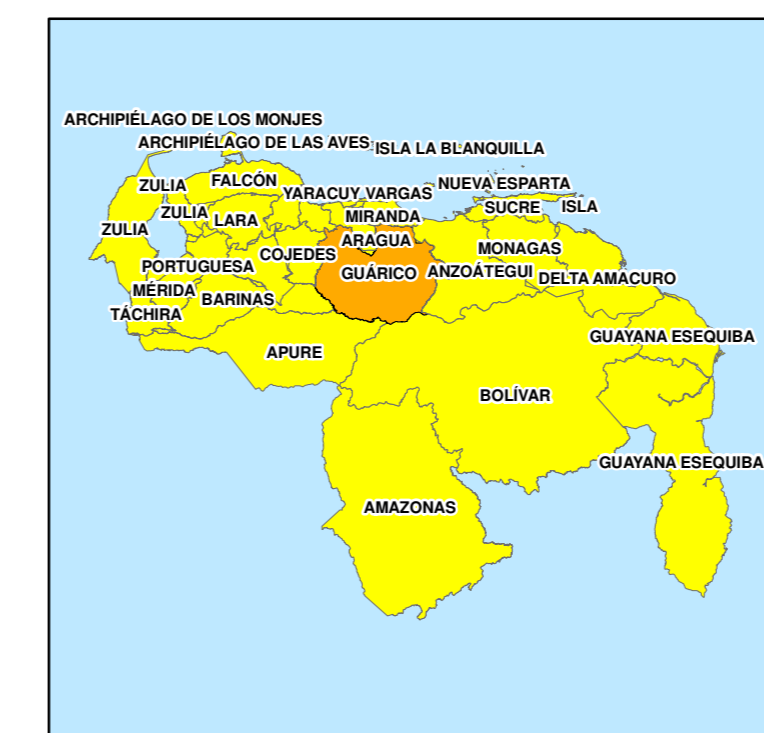 ARCHIPIÉLAGO DE LOS MONJES
ARCHIPIÉLAGO DE LAS AVES
ISLA LA BLANQUILLA
ZULIA
FALCÓN
YARACUY
VARGAS
NUEVA ESPARTA
ZULIA
LARA
MIRANDA
SUCRE
ISLA
ZULIA
ARAGUA
MONAGAS
COJEDES
PORTUGUESA
GUÁRICO
ANZOÁTEGUI
DELTA AMACURO
MÉRIDA
BARINAS
TÁCHIRA
GUAYANA ESEQUIBA
APURE
BOLÍVAR
GUAYANA ESEQUIBA
AMAZONAS